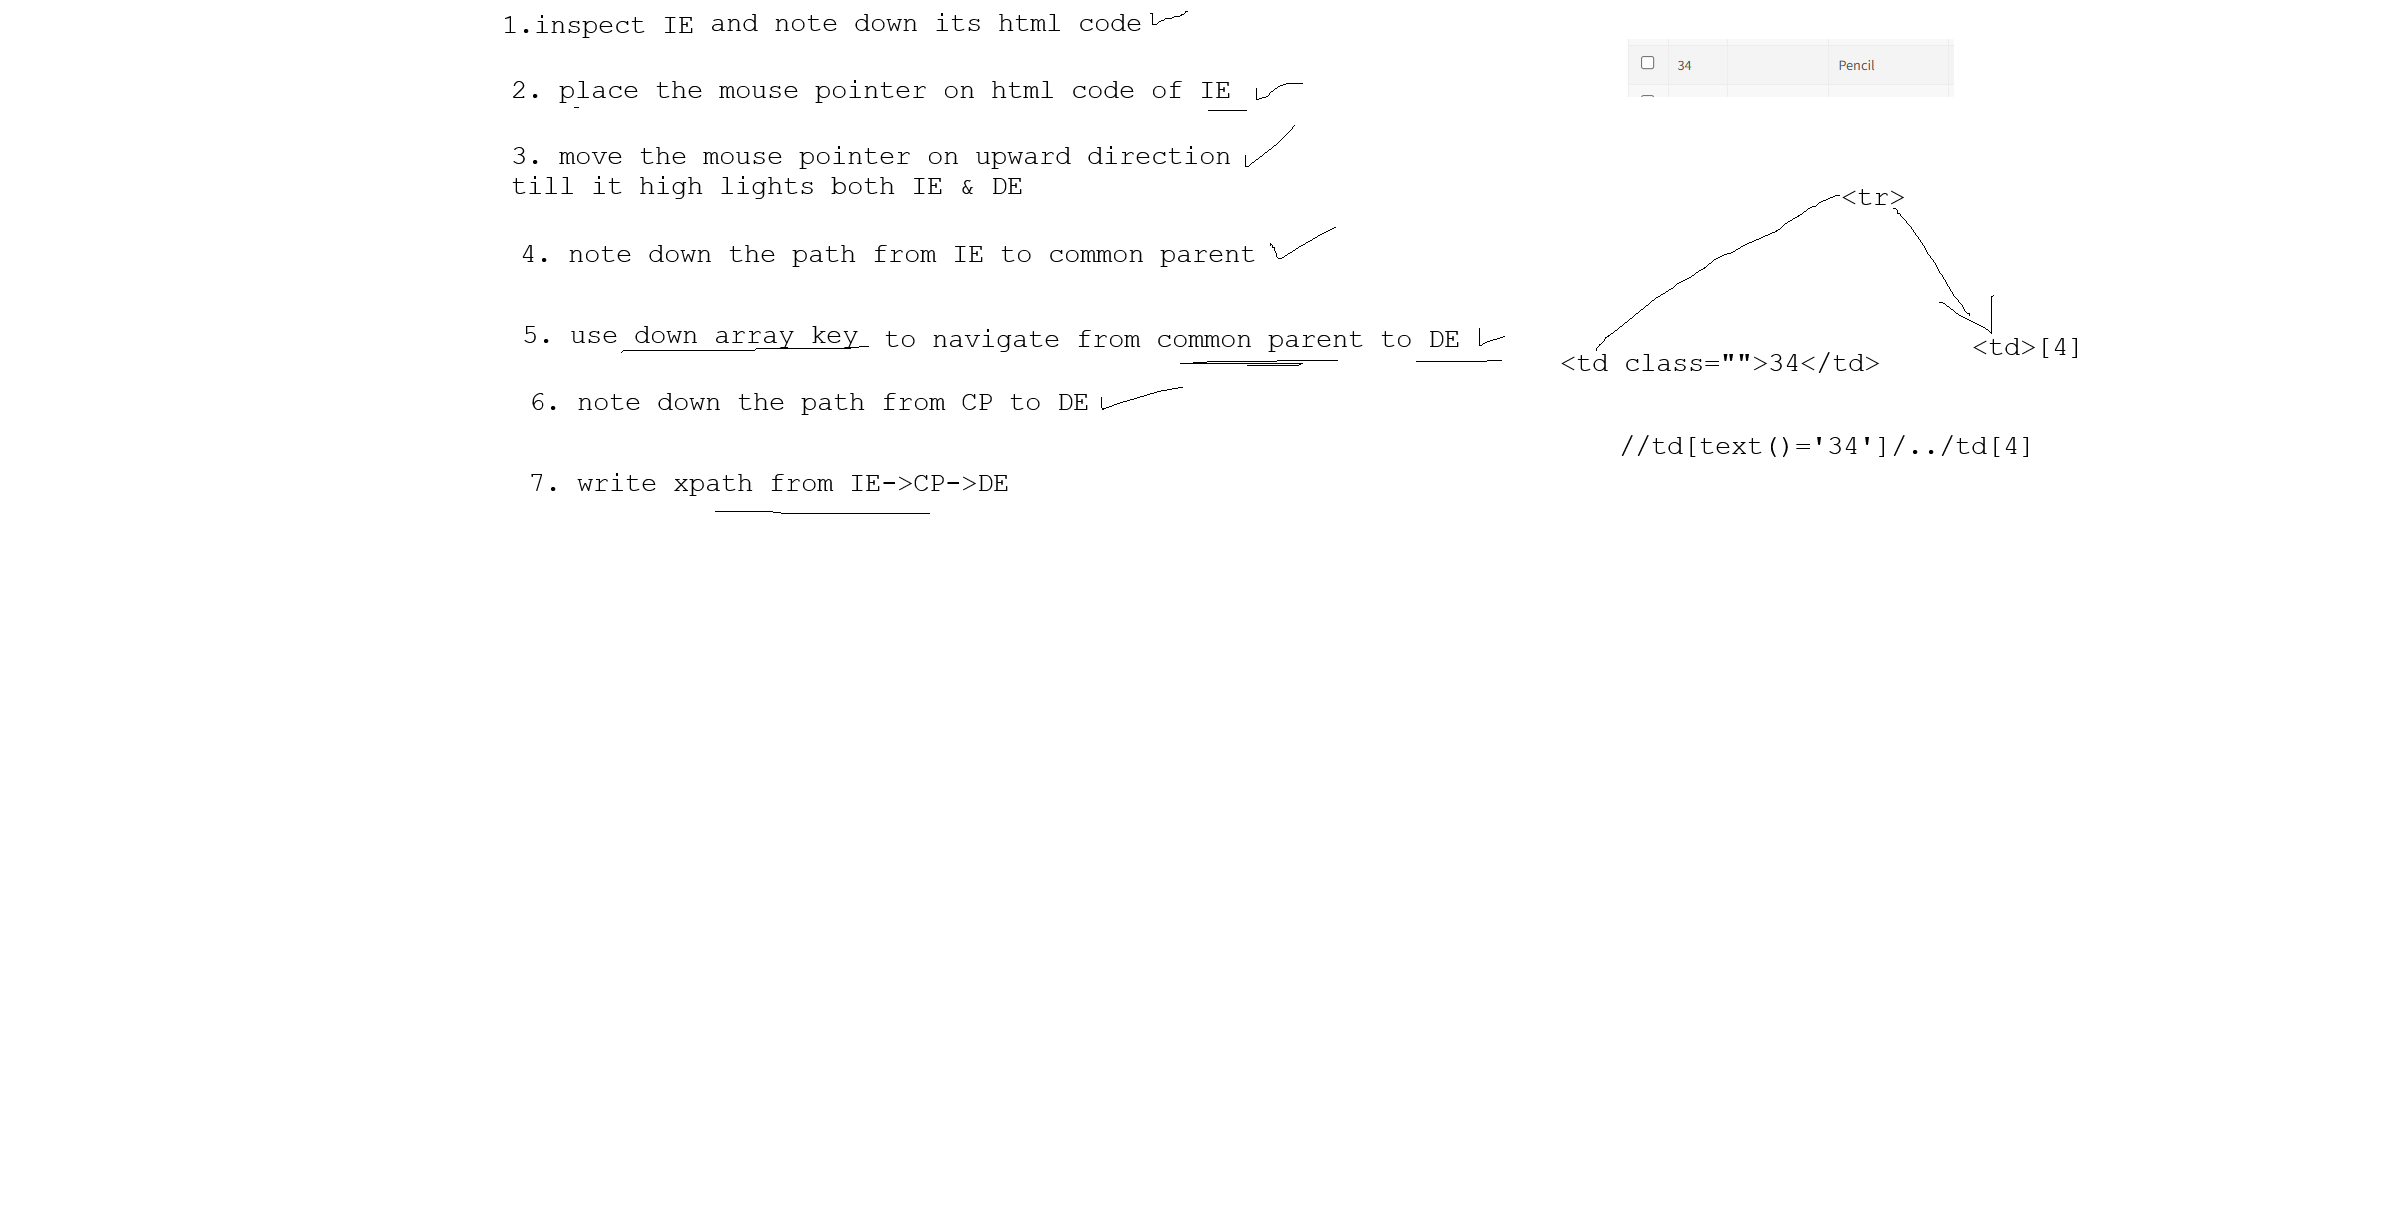 1.inspect IE and note down its html code
2. place the mouse pointer on html code of IE
3. move the mouse pointer on upward direction
till it high lights both IE & DE
4. note down the path from IE to common parent
5. use down array key to navigate from common parent to DE
6. note down the path from CP to DE
7. write xpath from IE->CP->DE
34 Pencil
<tr>
<td class="">34</td>
<td>[4]
//td[text()='34']/../td[4]